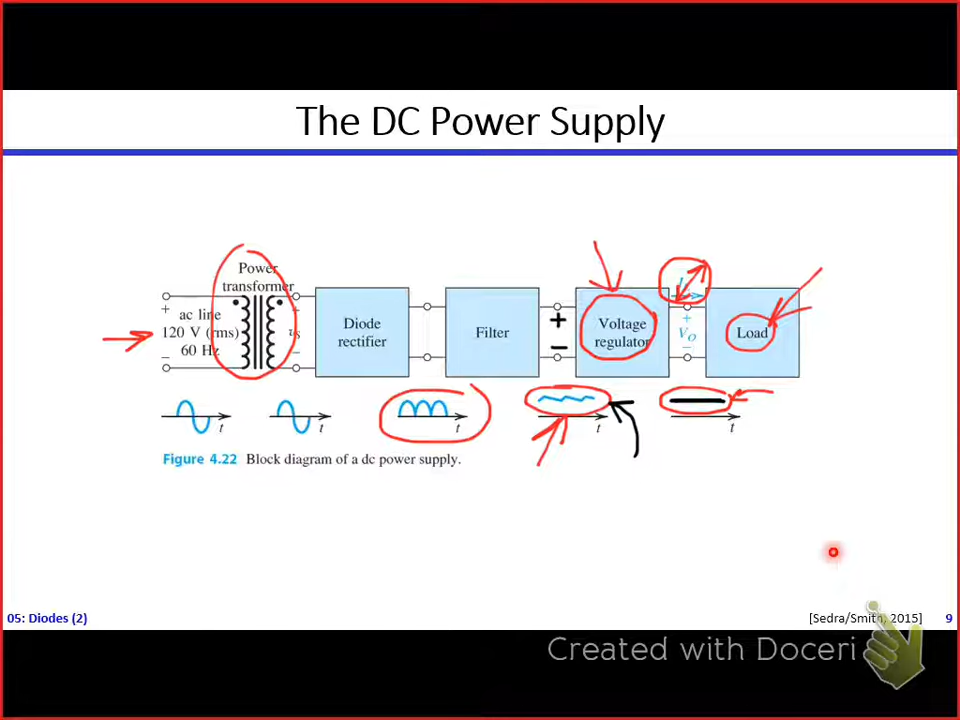 The DC Power Supply
Power
transformer
+
ac line
120 V (rms)
60 Hz
−
+
−
Diode
rectifier
Filter
+
−
Voltage
regulator
+
V_O
−
Load
t
t
t
t
t
Figure 4.22 Block diagram of a dc power supply.
05: Diodes (2)
[Sedra/Smith, 2015]
9
Created with Doceri